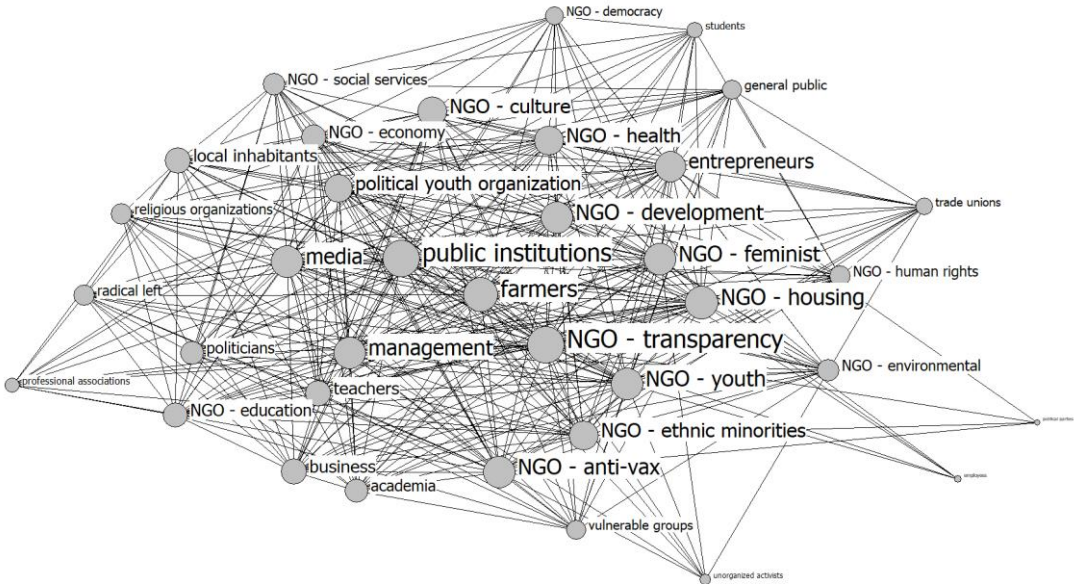 NGO - democracy
students
NGO - social services
general public
NGO - culture
NGO - economy
NGO - health
local inhabitants
entrepreneurs
political youth organization
religious organizations
trade unions
NGO - development
public institutions
NGO - feminist
media
NGO - human rights
farmers
radical left
NGO - housing
NGO - transparency
management
politicians
NGO - environmental
professional associations
NGO - youth
teachers
NGO - education
political parties
NGO - ethnic minorities
business
NGO - anti-vax
employees
academia
vulnerable groups
unorganized activists